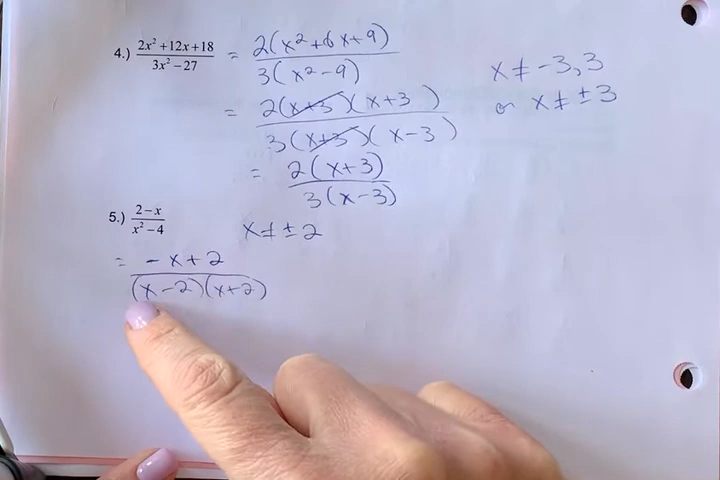 4.) (2x² + 12x + 18)/(3x² − 27) = 2(x² + 6x + 9)/3(x² − 9)
x ≠ −3, 3
or x ≠ ± 3
= 2(x+3)(x+3)/3(x+3)(x−3)
= 2(x+3)/3(x−3)
5.) (2 − x)/(x² − 4) x ≠ ± 2
= −x+2/(x−2)(x+2)